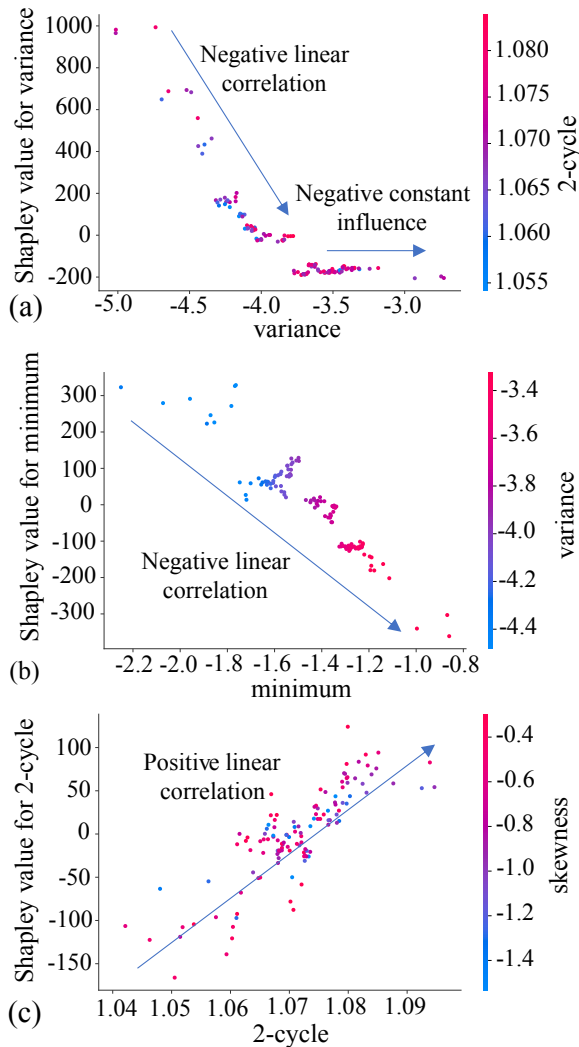 1000
800
600
400
200
0
-200
Shapley value for variance
Negative linear
correlation
Negative constant
influence
-5.0 -4.5 -4.0 -3.5 -3.0
variance
1.080
1.075
1.070
1.065
1.060
1.055
2-cycle
(a)
300
200
100
0
-100
-200
-300
Shapley value for minimum
Negative linear
correlation
-2.2 -2.0 -1.8 -1.6 -1.4 -1.2 -1.0 -0.8
minimum
-3.4
-3.6
-3.8
-4.0
-4.2
-4.4
variance
(b)
100
50
0
-50
-100
-150
Shapley value for 2-cycle
Positive linear
correlation
1.04 1.05 1.06 1.07 1.08 1.09
2-cycle
-0.4
-0.6
-0.8
-1.0
-1.2
-1.4
skewness
(c)